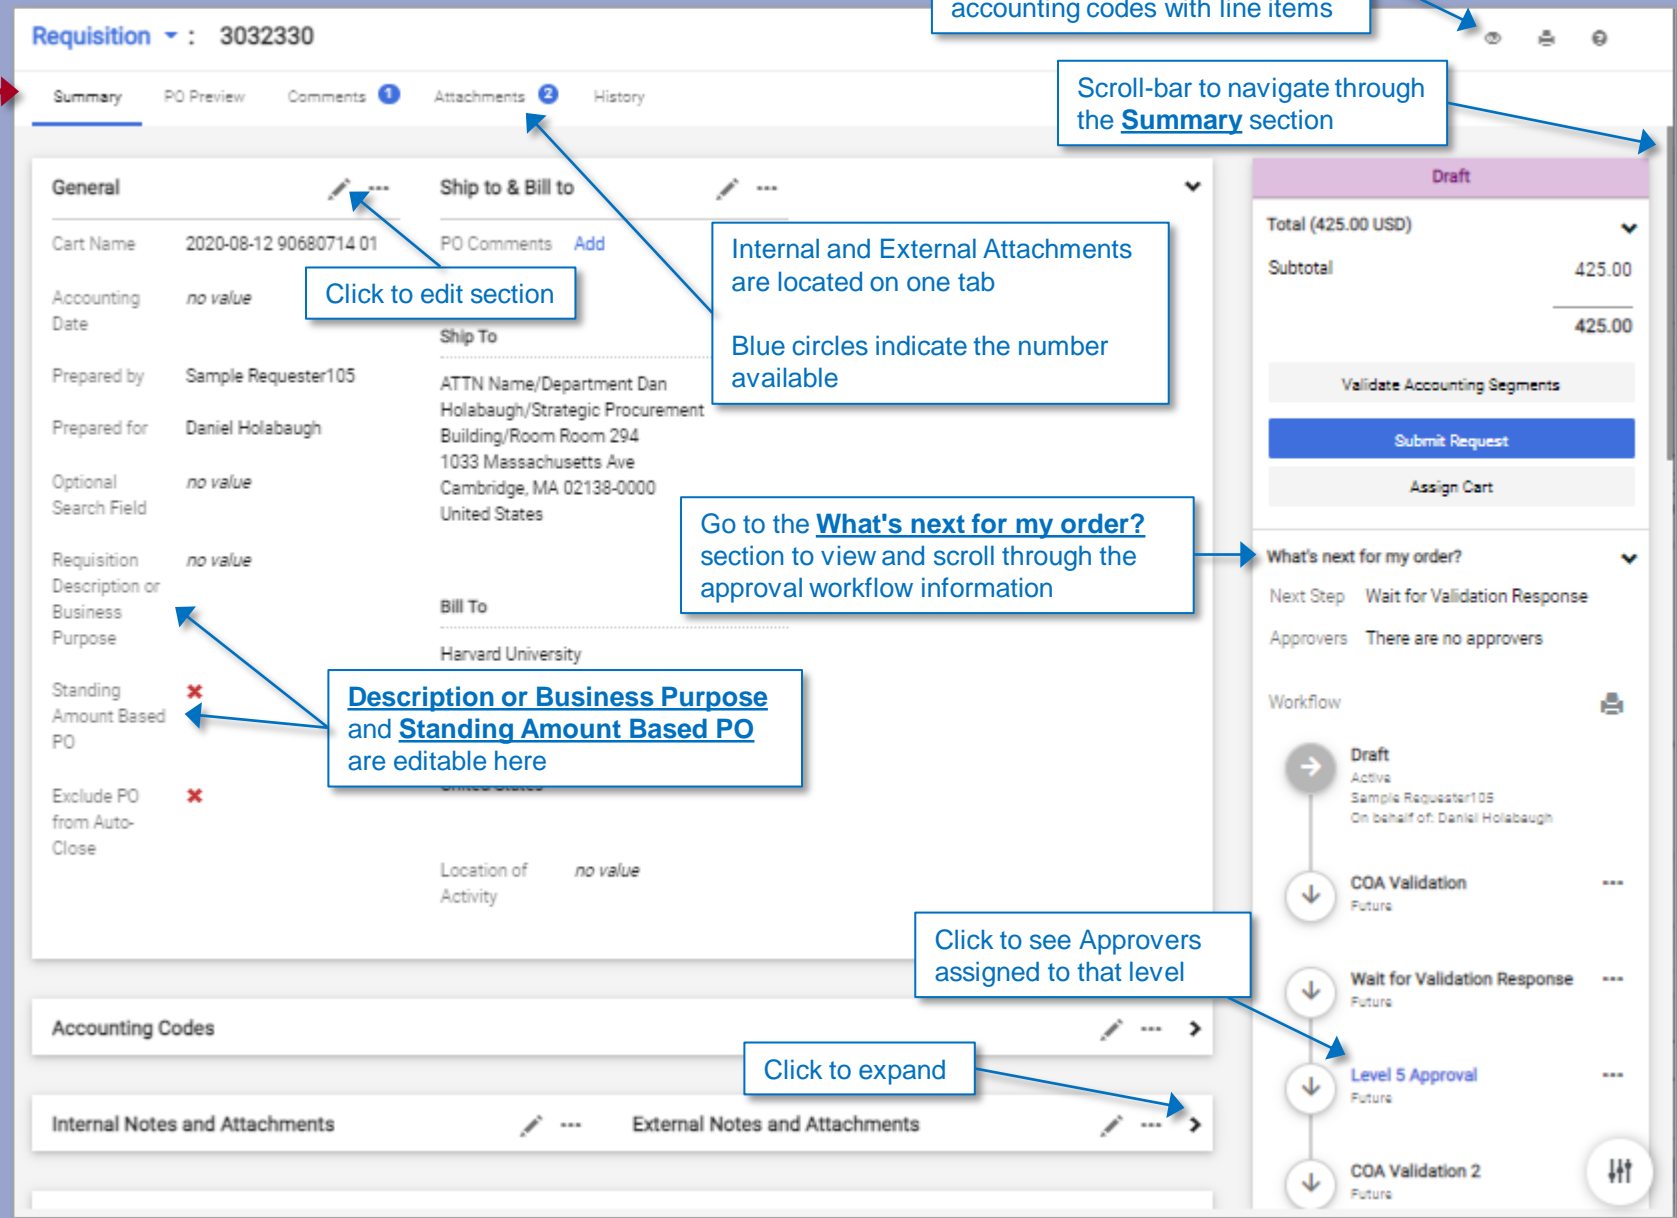 accounting codes with line items
Requisition : 3032330
Summary PO Preview Comments 1 Attachments 2 History
Scroll-bar to navigate through
the Summary section
General
Ship to & Bill to
Draft
Cart Name 2020-08-12 90680714 01
PO Comments Add
Total (425.00 USD)
Subtotal 425.00
425.00
Internal and External Attachments
are located on one tab
Blue circles indicate the number
available
Click to edit section
Accounting
Date
no value
Ship To
Prepared by Sample Requester105
ATTN Name/Department Dan
Holabaugh/Strategic Procurement
Building/Room Room 294
1033 Massachusetts Ave
Cambridge, MA 02138-0000
United States
Validate Accounting Segments
Prepared for Daniel Holabaugh
Submit Request
Optional
Search Field
no value
Assign Cart
Go to the What's next for my order?
section to view and scroll through the
approval workflow information
What's next for my order?
Requisition
Description or
Business
Purpose
no value
Next Step Wait for Validation Response
Bill To
Approvers There are no approvers
Harvard University
Standing
Amount Based
PO
Description or Business Purpose
and Standing Amount Based PO
are editable here
Workflow
Draft
Active
Sample Requester105
On behalf of: Daniel Holabaugh
United States
Exclude PO
from Auto-
Close
Location of
Activity
no value
COA Validation
Future
Click to see Approvers
assigned to that level
Wait for Validation Response
Future
Accounting Codes
Click to expand
Level 5 Approval
Future
Internal Notes and Attachments
External Notes and Attachments
COA Validation 2
Future